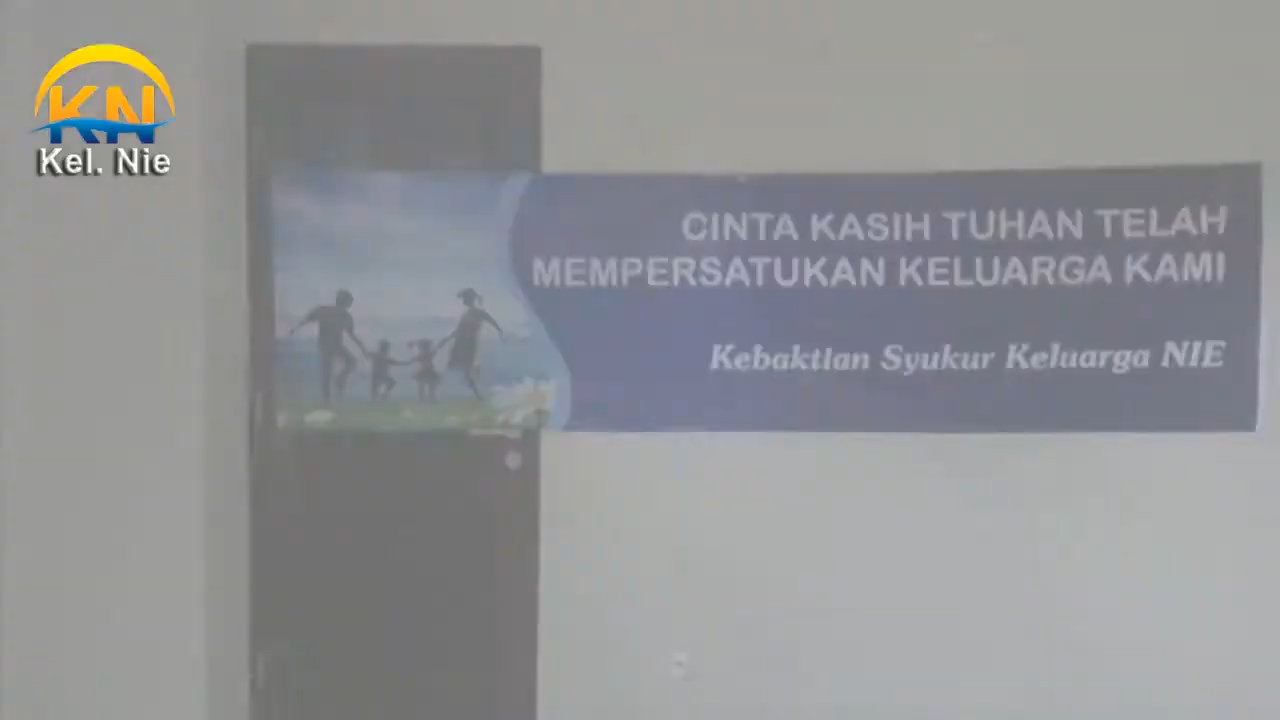 KN
Kel. Nie
CINTA KASIH TUHAN TELAH
MEMPERSATUKAN KELUARGA KAMI
Kebaktian Syukur Keluarga NIE